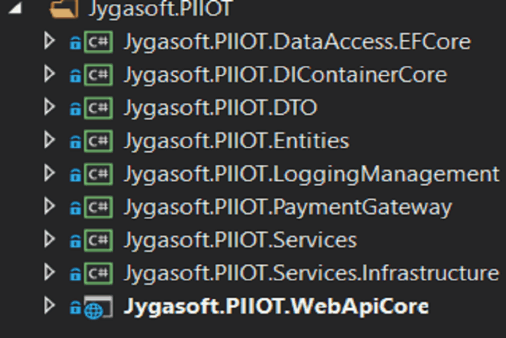 Jygasoft.PIIOT
C# Jygasoft.PIIOT.DataAccess.EFCore
C# Jygasoft.PIIOT.DIContainerCore
C# Jygasoft.PIIOT.DTO
C# Jygasoft.PIIOT.Entities
C# Jygasoft.PIIOT.LoggingManagement
C# Jygasoft.PIIOT.PaymentGateway
C# Jygasoft.PIIOT.Services
C# Jygasoft.PIIOT.Services.Infrastructure
Jygasoft.PIIOT.WebApiCore